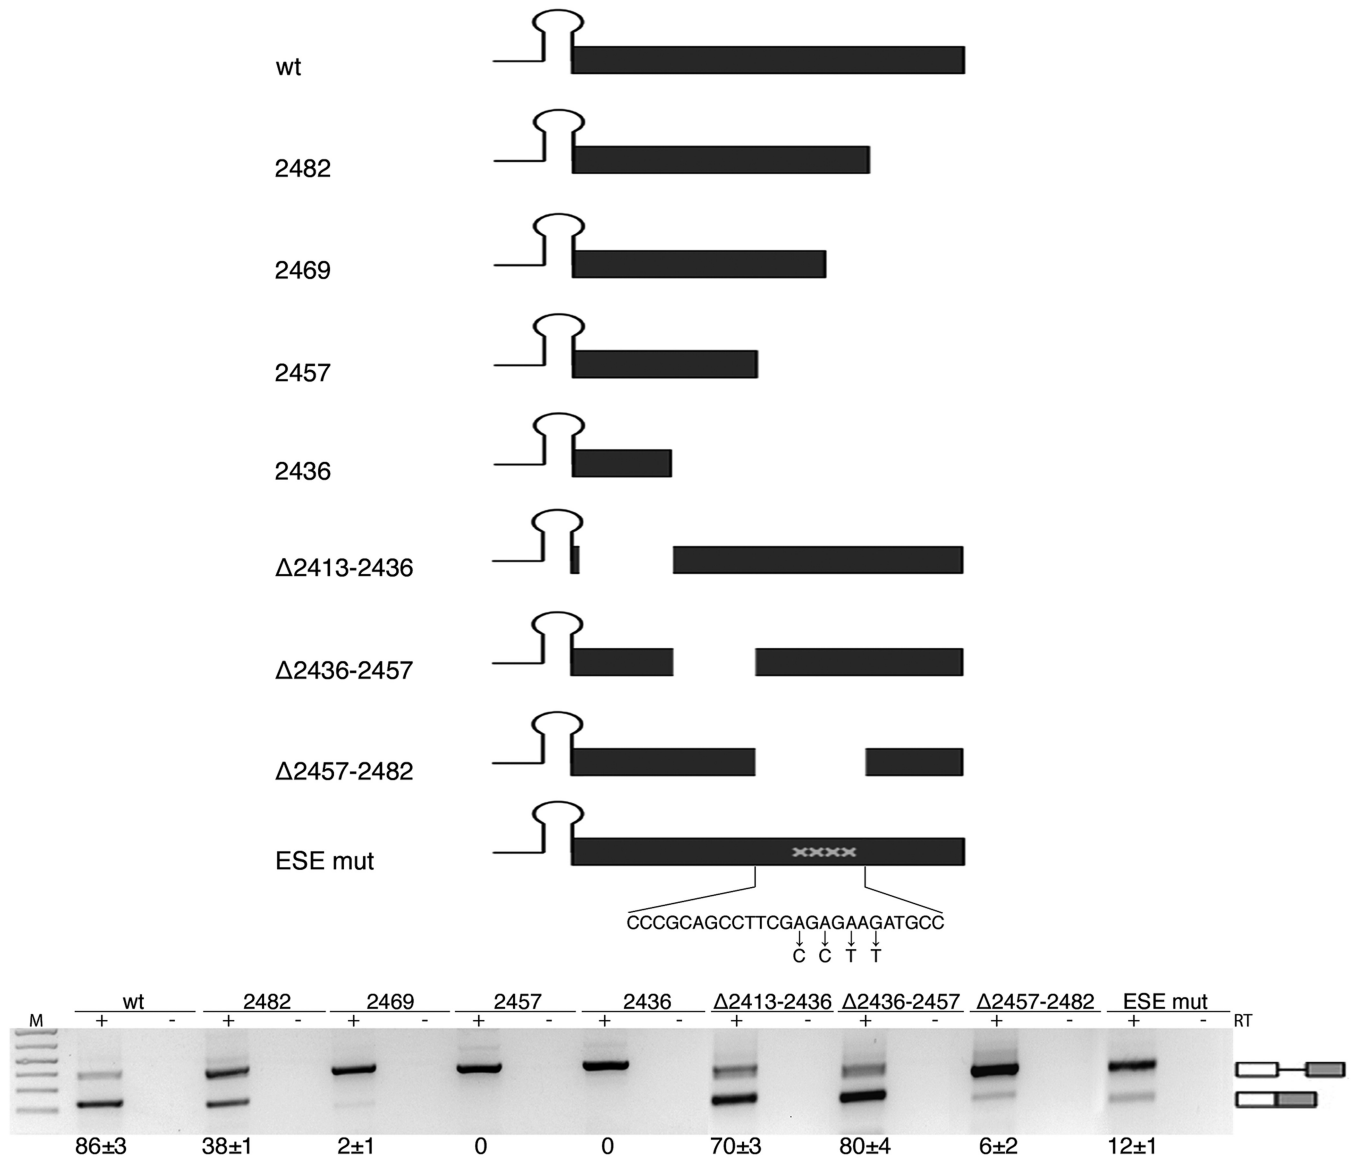 wt
2482
2469
2457
2436
Δ2413-2436
Δ2436-2457
Δ2457-2482
ESE mut
xxxx
CCCGCAGCCTTCGAGAGAAGATGCC
C C T T
wt 2482 2469 2457 2436 Δ2413-2436 Δ2436-2457 Δ2457-2482 ESE mut
M + - + - + - + - + - + - + - + - + - RT
86±3 38±1 2±1 0 0 70±3 80±4 6±2 12±1